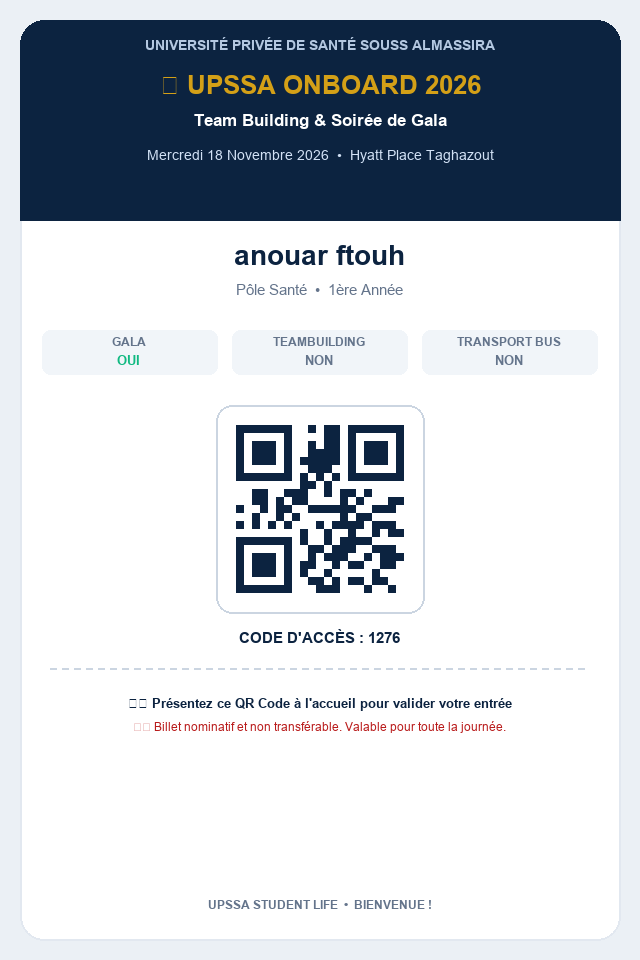 UNIVERSITÉ PRIVÉE DE SANTÉ SOUSS ALMASSIRA
UPSSA ONBOARD 2026
Team Building & Soirée de Gala
Mercredi 18 Novembre 2026 • Hyatt Place Taghazout
anouar ftouh
Pôle Santé • 1ère Année
GALA
OUI
TEAMBUILDING
NON
TRANSPORT BUS
NON
CODE D'ACCÈS : 1276
Présentez ce QR Code à l'accueil pour valider votre entrée
Billet nominatif et non transférable. Valable pour toute la journée.
UPSSA STUDENT LIFE • BIENVENUE !